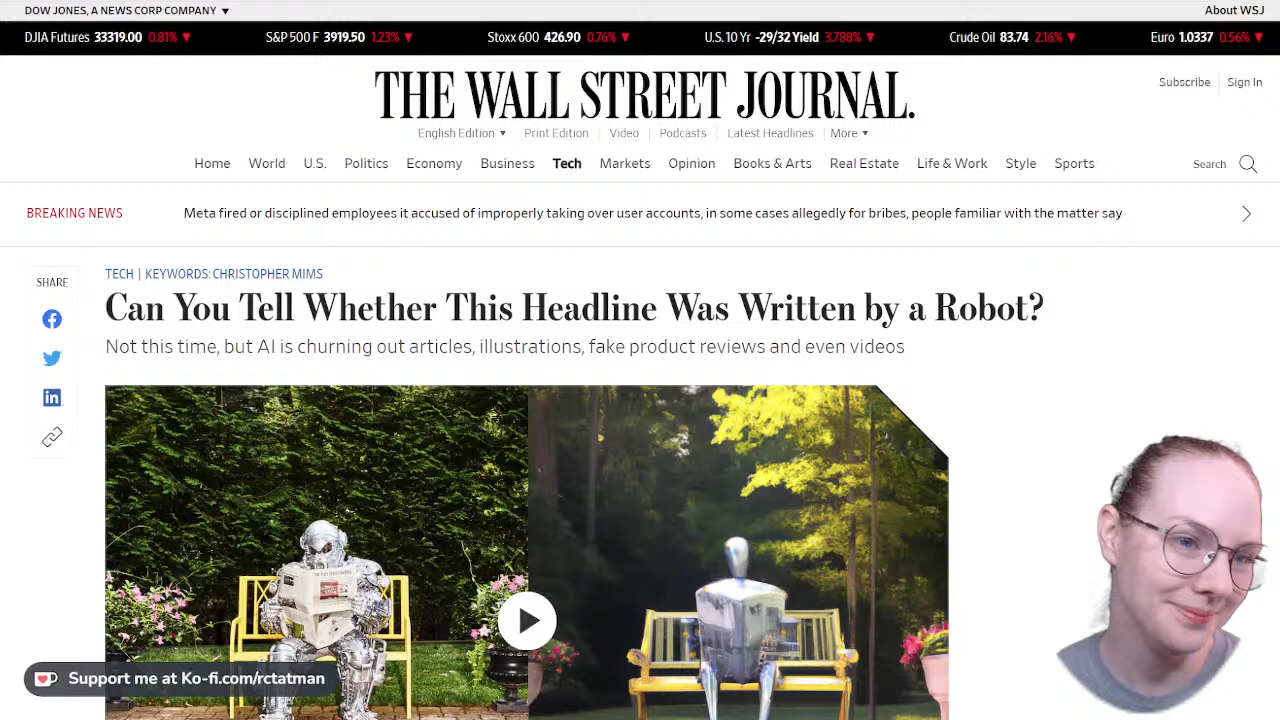 DOW JONES, A NEWS CORP COMPANY
About WSJ
DJIA Futures 33319.00 0.81% S&P 500 F 3919.50 1.23% Stoxx 600 426.90 0.76% U.S. 10 Yr -29/32 Yield 3.788% Crude Oil 83.74 2.16% Euro 1.0337 0.56%
THE WALL STREET JOURNAL.
Subscribe Sign In
English Edition Print Edition Video Podcasts Latest Headlines More
Home World U.S. Politics Economy Business Tech Markets Opinion Books & Arts Real Estate Life & Work Style Sports Search
BREAKING NEWS Meta fired or disciplined employees it accused of improperly taking over user accounts, in some cases allegedly for bribes, people familiar with the matter say
SHARE
TECH | KEYWORDS: CHRISTOPHER MIMS
Can You Tell Whether This Headline Was Written by a Robot?
Not this time, but AI is churning out articles, illustrations, fake product reviews and even videos
Support me at Ko-fi.com/rctatman